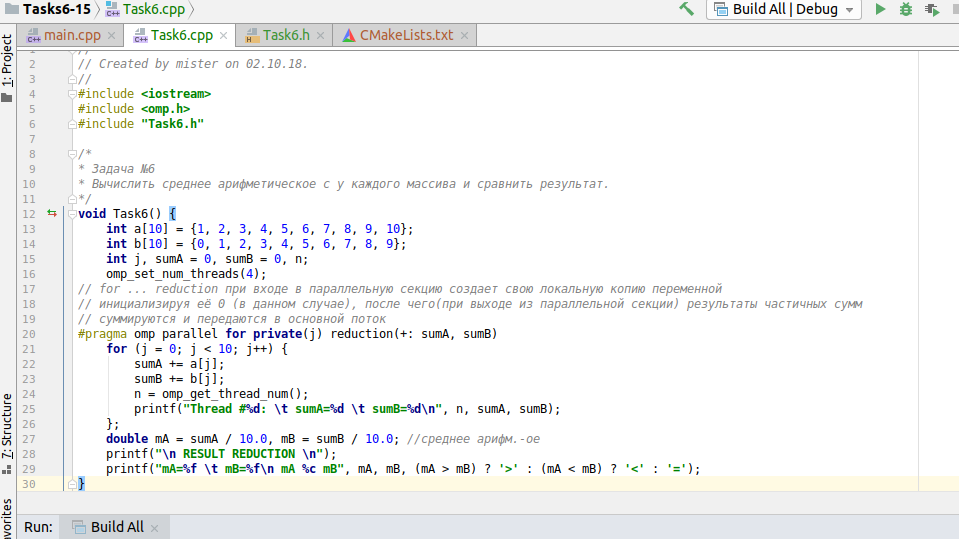 Tasks6-15 Task6.cpp Build All | Debug
main.cpp Task6.cpp Task6.h CMakeLists.txt
1: Project
7: Structure
1 //
2 // Created by mister on 02.10.18.
3 //
4 #include <iostream>
5 #include <omp.h>
6 #include "Task6.h"
7
8 /*
9 * Задача №6
10 * Вычислить среднее арифметическое с у каждого массива и сравнить результат.
11 */
12 void Task6() {
13 int a[10] = {1, 2, 3, 4, 5, 6, 7, 8, 9, 10};
14 int b[10] = {0, 1, 2, 3, 4, 5, 6, 7, 8, 9};
15 int j, sumA = 0, sumB = 0, n;
16 omp_set_num_threads(4);
17 // for ... reduction при входе в параллельную секцию создает свою локальную копию переменной
18 // инициализируя её 0 (в данном случае), после чего(при выходе из параллельной секции) результаты частичных сумм
19 // суммируются и передаются в основной поток
20 #pragma omp parallel for private(j) reduction(+: sumA, sumB)
21 for (j = 0; j < 10; j++) {
22 sumA += a[j];
23 sumB += b[j];
24 n = omp_get_thread_num();
25 printf("Thread #%d: \t sumA=%d \t sumB=%d\n", n, sumA, sumB);
26 };
27 double mA = sumA / 10.0, mB = sumB / 10.0; //среднее арифм.-ое
28 printf("\n RESULT REDUCTION \n");
29 printf("mA=%f \t mB=%f\n mA %c mB", mA, mB, (mA > mB) ? '>' : (mA < mB) ? '<' : '=');
30 }
Run: Build All